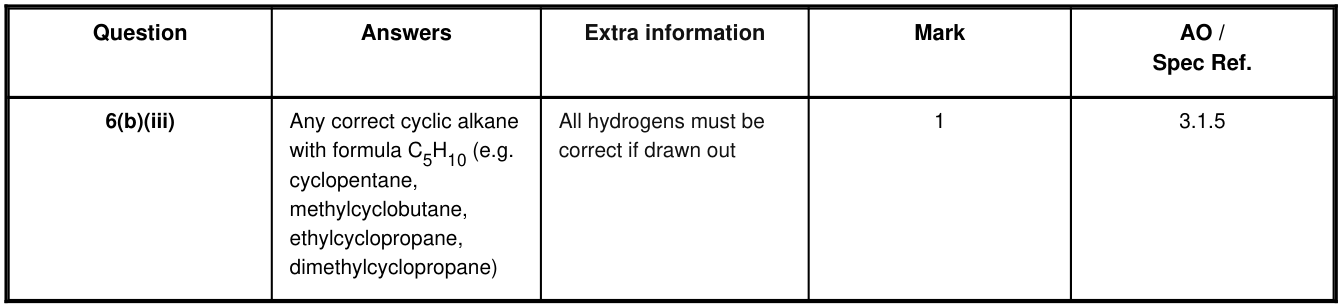 Question Answers Extra information Mark AO /
Spec Ref.
6(b)(iii) Any correct cyclic alkane All hydrogens must be 1 3.1.5
with formula C5H10 (e.g. correct if drawn out
cyclopentane,
methylcyclobutane,
ethylcyclopropane,
dimethylcyclopropane)